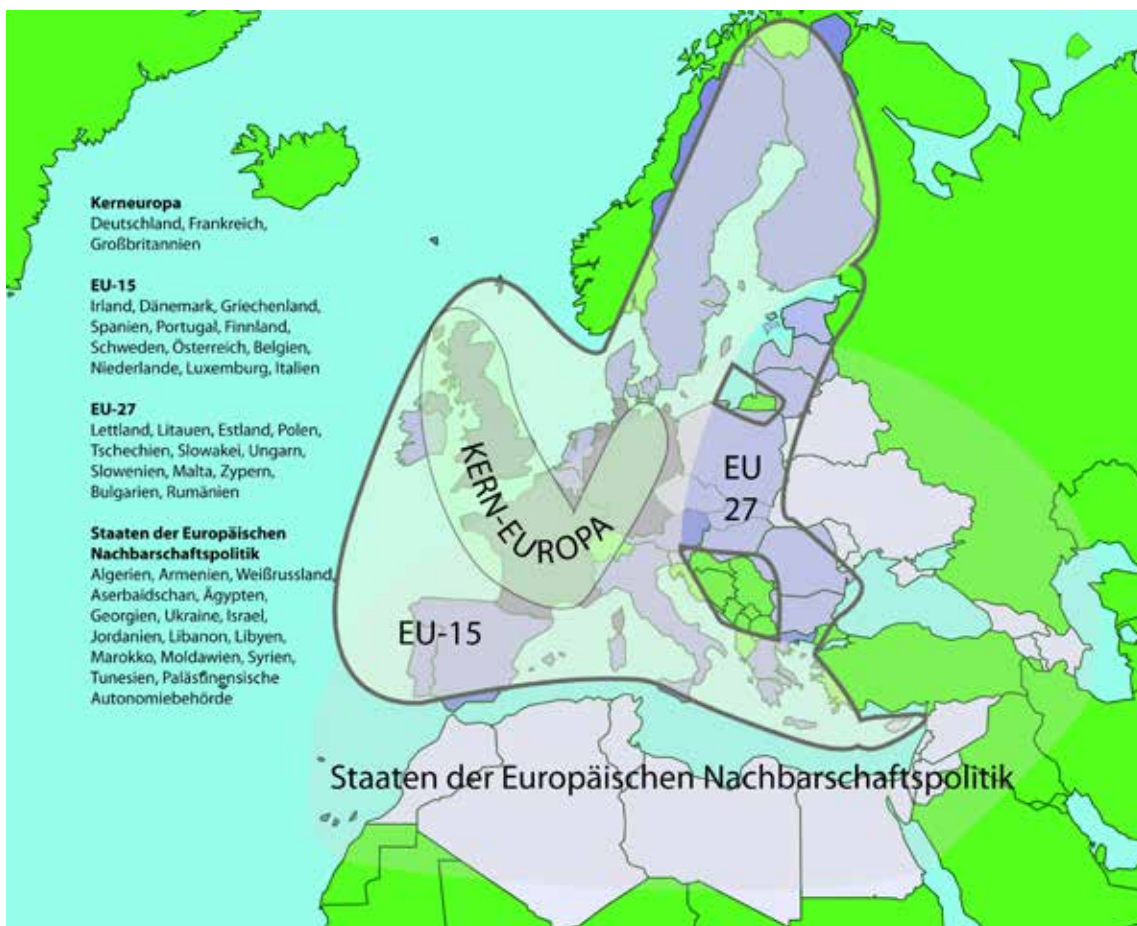 Kerneuropa
Deutschland, Frankreich,
Großbritannien
EU-15
Irland, Dänemark, Griechenland,
Spanien, Portugal, Finnland,
Schweden, Österreich, Belgien,
Niederlande, Luxemburg, Italien
EU-27
Lettland, Litauen, Estland, Polen,
Tschechien, Slowakei, Ungarn,
Slowenien, Malta, Zypern,
Bulgarien, Rumänien
Staaten der Europäischen
Nachbarschaftspolitik
Algerien, Armenien, Weißrussland,
Aserbaidschan, Ägypten,
Georgien, Ukraine, Israel,
Jordanien, Libanon, Libyen,
Marokko, Moldawien, Syrien,
Tunesien, Palästinensische
Autonomiebehörde
KERN-EUROPA
EU
27
EU-15
Staaten der Europäischen Nachbarschaftspolitik